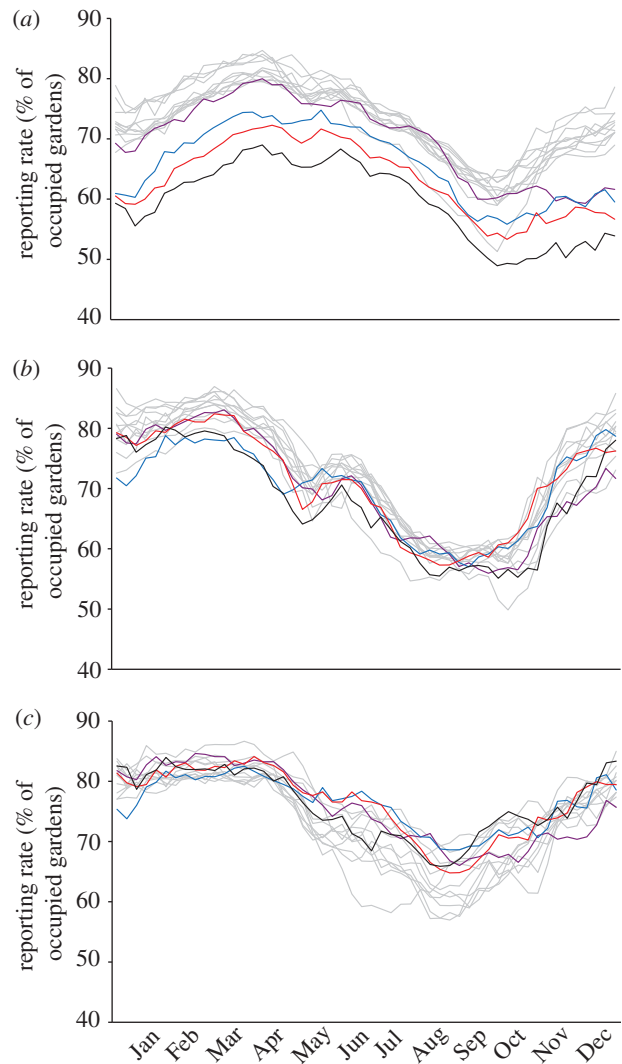 (a)
90
80
70
60
50
40
reporting rate (% of
occupied gardens)
(b)
90
80
70
60
50
40
reporting rate (% of
occupied gardens)
(c)
90
80
70
60
50
40
reporting rate (% of
occupied gardens)
Jan Feb Mar Apr May Jun Jul Aug Sep Oct Nov Dec